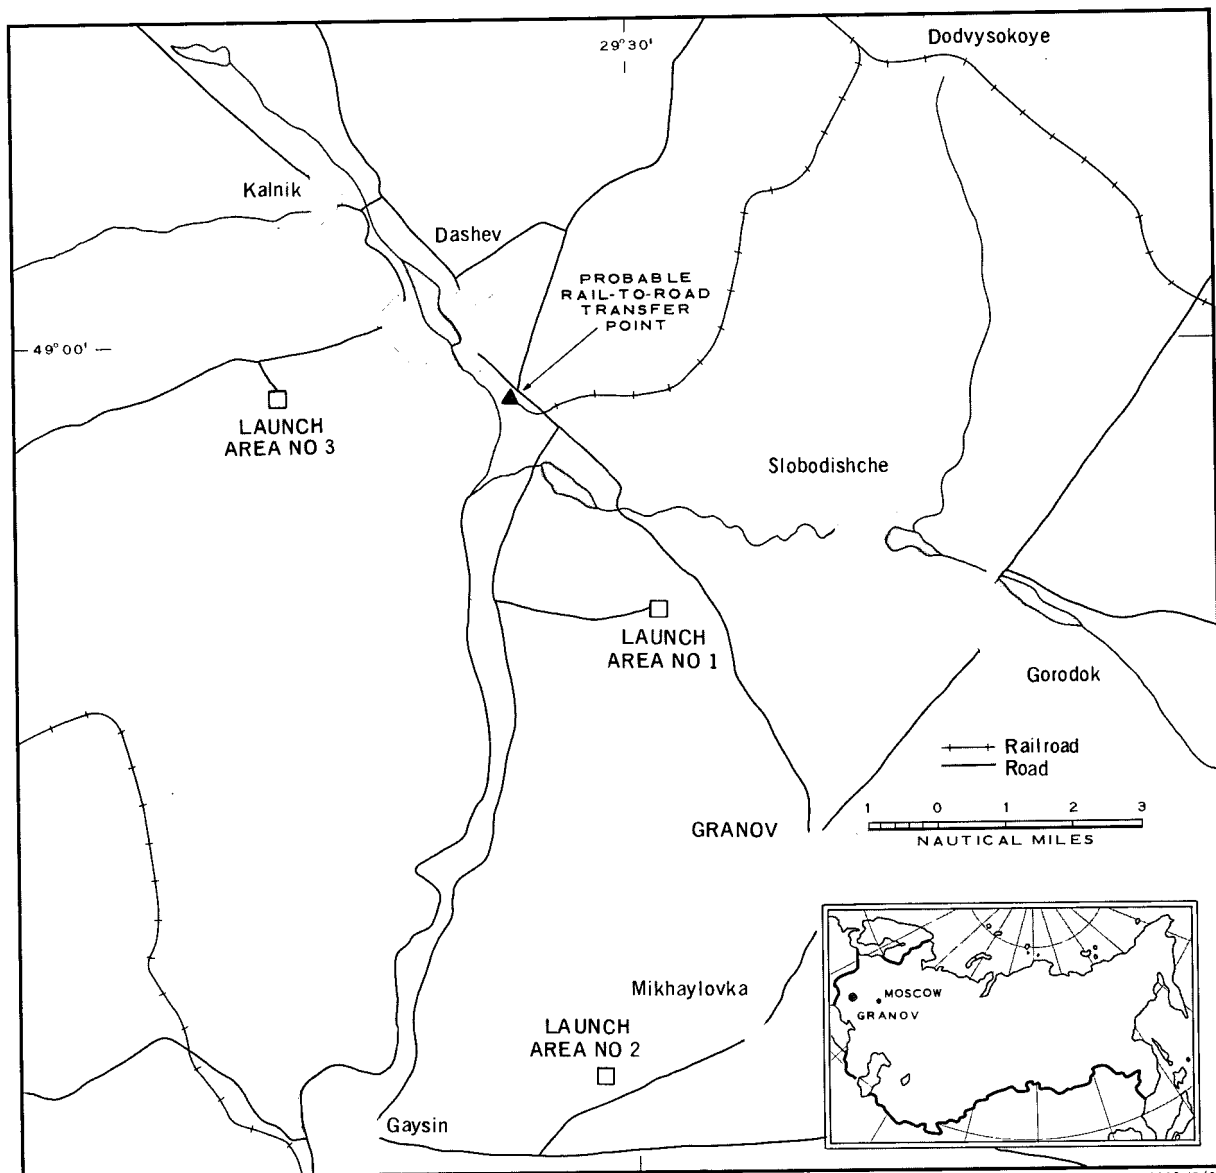 29°30'
Dodvysokoye
Kalnik
Dashev
PROBABLE
RAIL-TO-ROAD
TRANSFER
POINT
49°00'
LAUNCH
AREA NO 3
Slobodishche
LAUNCH
AREA NO 1
Gorodok
Railroad
Road
GRANOV
1 0 1 2 3
NAUTICAL MILES
Mikhaylovka
LAUNCH
AREA NO 2
MOSCOW
GRANOV
Gaysin